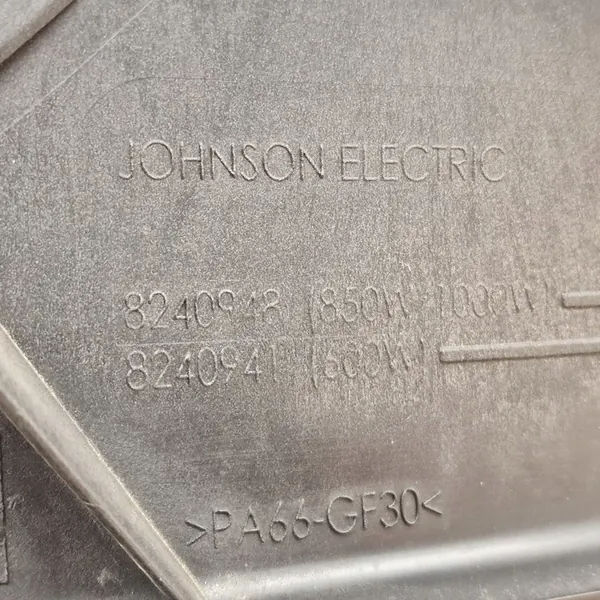 JOHNSON ELECTRIC
8240948 (850W/1000W)
8240941 (600W)
>PA66-GF30<